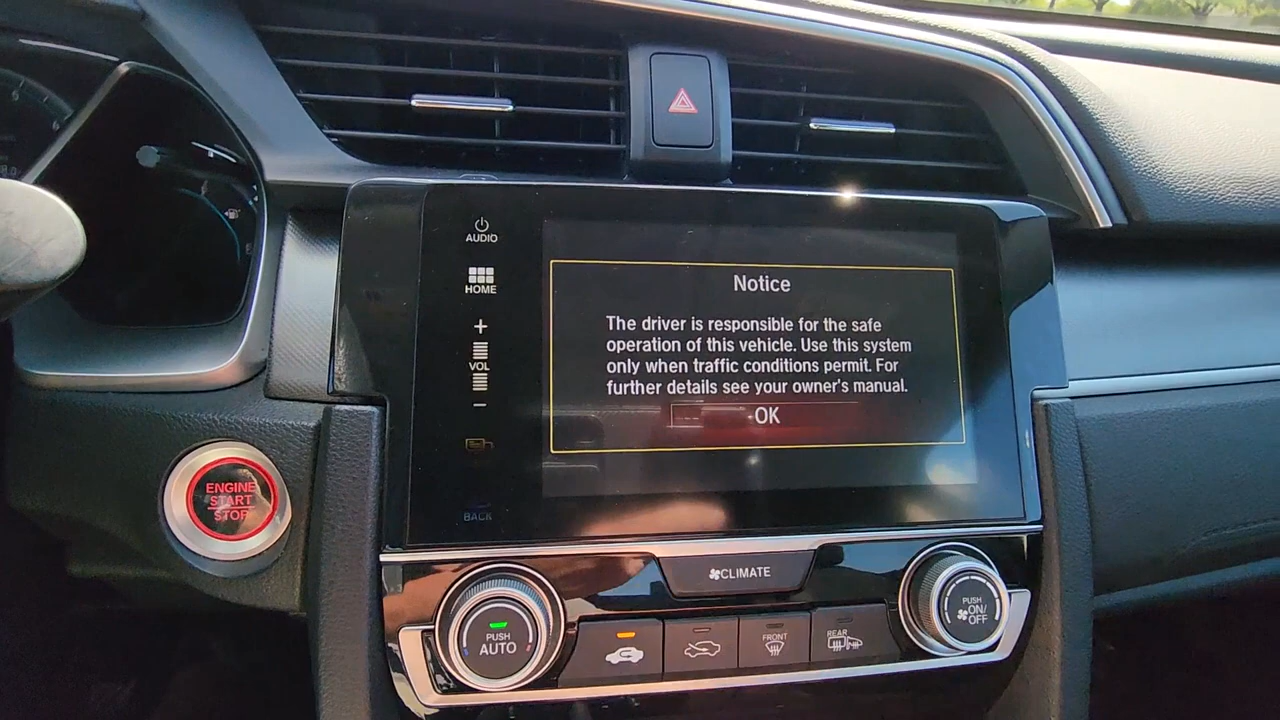 AUDIO
HOME
+
VOL
-
BACK
Notice
The driver is responsible for the safe
operation of this vehicle. Use this system
only when traffic conditions permit. For
further details see your owner's manual.
OK
ENGINE
START
STOP
CLIMATE
PUSH
AUTO
FRONT
REAR
PUSH
ON/
OFF